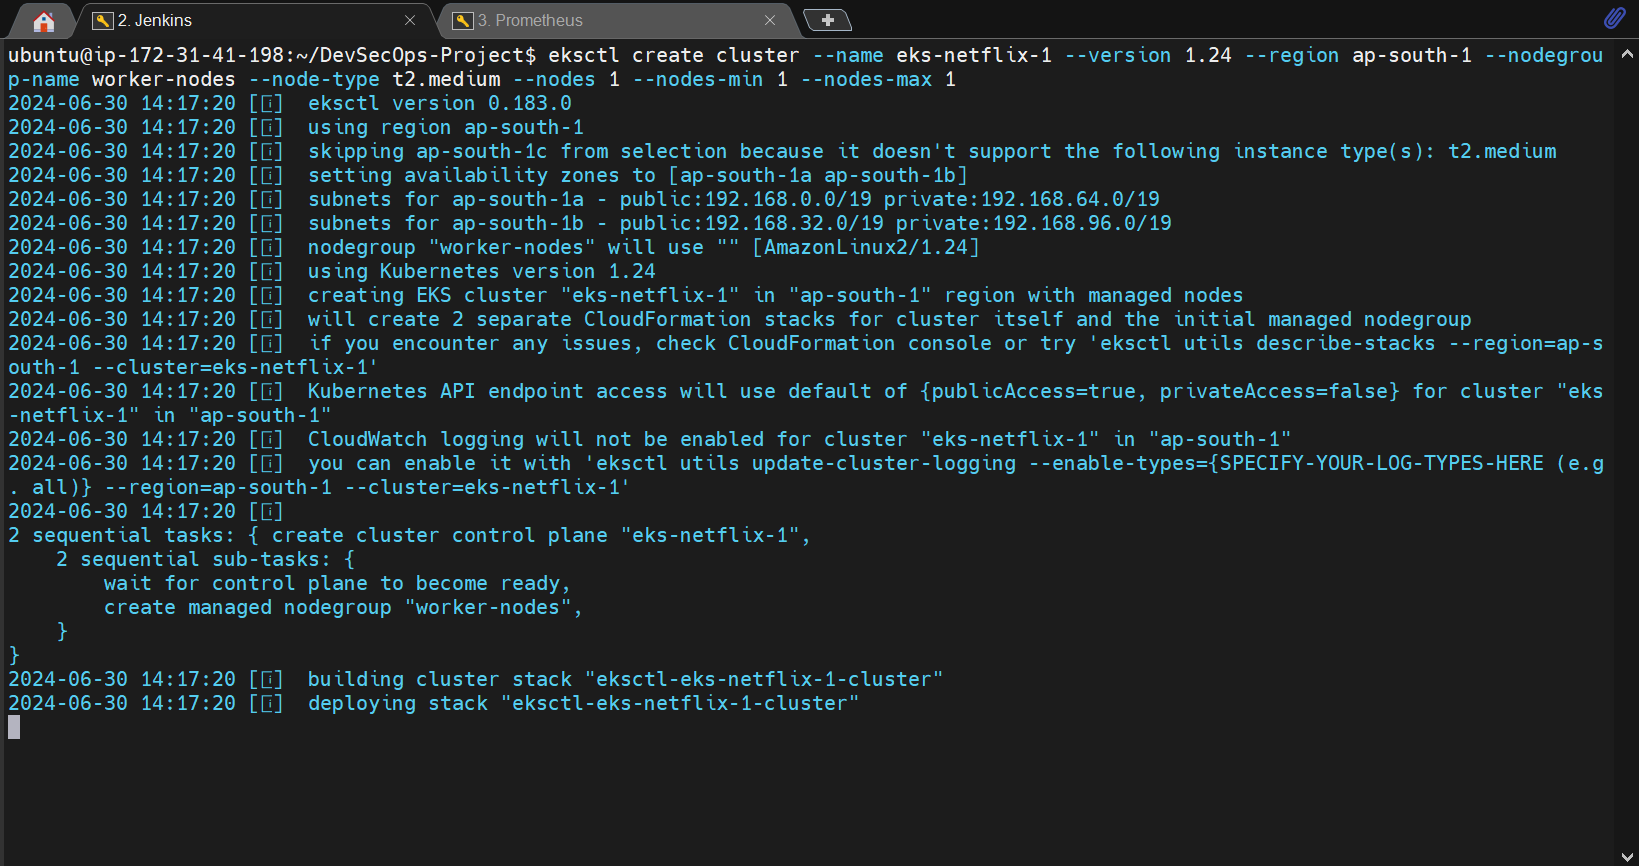 2. Jenkins
3. Prometheus
ubuntu@ip-172-31-41-198:~/DevSecOps-Project$ eksctl create cluster --name eks-netflix-1 --version 1.24 --region ap-south-1 --nodegrou
p-name worker-nodes --node-type t2.medium --nodes 1 --nodes-min 1 --nodes-max 1
2024-06-30 14:17:20 [i]  eksctl version 0.183.0
2024-06-30 14:17:20 [i]  using region ap-south-1
2024-06-30 14:17:20 [i]  skipping ap-south-1c from selection because it doesn't support the following instance type(s): t2.medium
2024-06-30 14:17:20 [i]  setting availability zones to [ap-south-1a ap-south-1b]
2024-06-30 14:17:20 [i]  subnets for ap-south-1a - public:192.168.0.0/19 private:192.168.64.0/19
2024-06-30 14:17:20 [i]  subnets for ap-south-1b - public:192.168.32.0/19 private:192.168.96.0/19
2024-06-30 14:17:20 [i]  nodegroup "worker-nodes" will use "" [AmazonLinux2/1.24]
2024-06-30 14:17:20 [i]  using Kubernetes version 1.24
2024-06-30 14:17:20 [i]  creating EKS cluster "eks-netflix-1" in "ap-south-1" region with managed nodes
2024-06-30 14:17:20 [i]  will create 2 separate CloudFormation stacks for cluster itself and the initial managed nodegroup
2024-06-30 14:17:20 [i]  if you encounter any issues, check CloudFormation console or try 'eksctl utils describe-stacks --region=ap-s
outh-1 --cluster=eks-netflix-1'
2024-06-30 14:17:20 [i]  Kubernetes API endpoint access will use default of {publicAccess=true, privateAccess=false} for cluster "eks
-netflix-1" in "ap-south-1"
2024-06-30 14:17:20 [i]  CloudWatch logging will not be enabled for cluster "eks-netflix-1" in "ap-south-1"
2024-06-30 14:17:20 [i]  you can enable it with 'eksctl utils update-cluster-logging --enable-types={SPECIFY-YOUR-LOG-TYPES-HERE (e.g
. all)} --region=ap-south-1 --cluster=eks-netflix-1'
2024-06-30 14:17:20 [i]
2 sequential tasks: { create cluster control plane "eks-netflix-1",
    2 sequential sub-tasks: {
        wait for control plane to become ready,
        create managed nodegroup "worker-nodes",
    }
}
2024-06-30 14:17:20 [i]  building cluster stack "eksctl-eks-netflix-1-cluster"
2024-06-30 14:17:20 [i]  deploying stack "eksctl-eks-netflix-1-cluster"